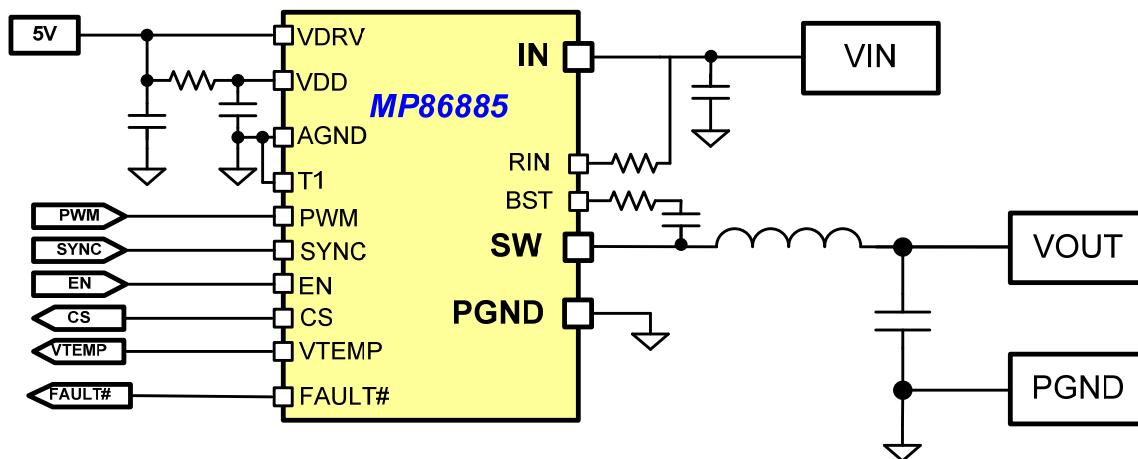 5V
VDRV
VDD
AGND
T1
PWM
PWM
SYNC
SYNC
EN
EN
CS
CS
VTEMP
VTEMP
FAULT#
FAULT#
MP86885
IN
RIN
BST
SW
PGND
VIN
VOUT
PGND